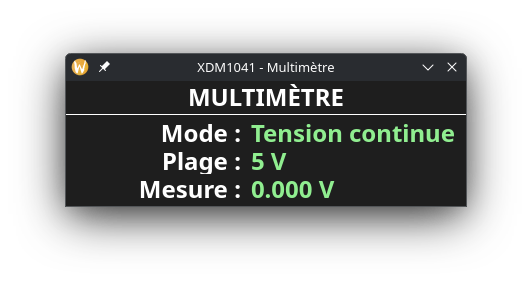 XDM1041 - Multimètre
MULTIMÈTRE
Mode : Tension continue
Plage : 5 V
Mesure : 0.000 V